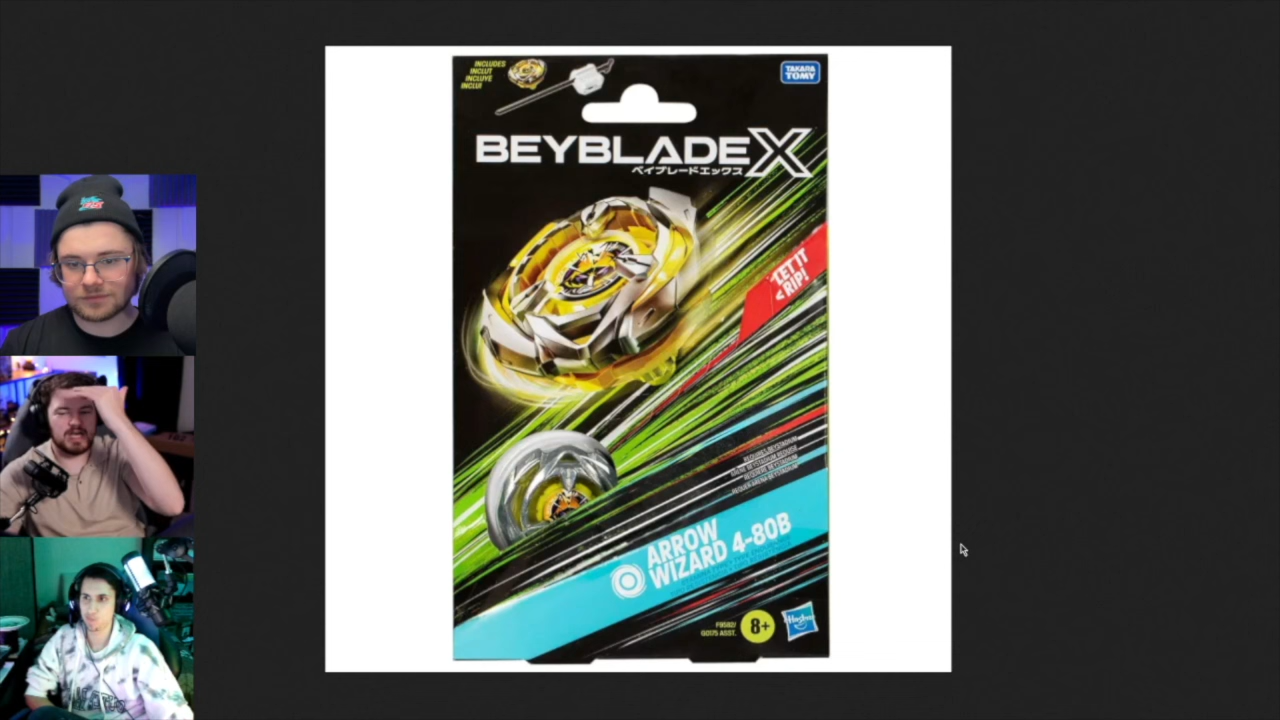 INCLUDES
INCLUT
INCLUYE
INCLUI
TAKARA
TOMY
BEYBLADE X
ベイブレードエックス
LET IT
RIP!
ARROW
WIZARD 4-80B
8+
Hasbro